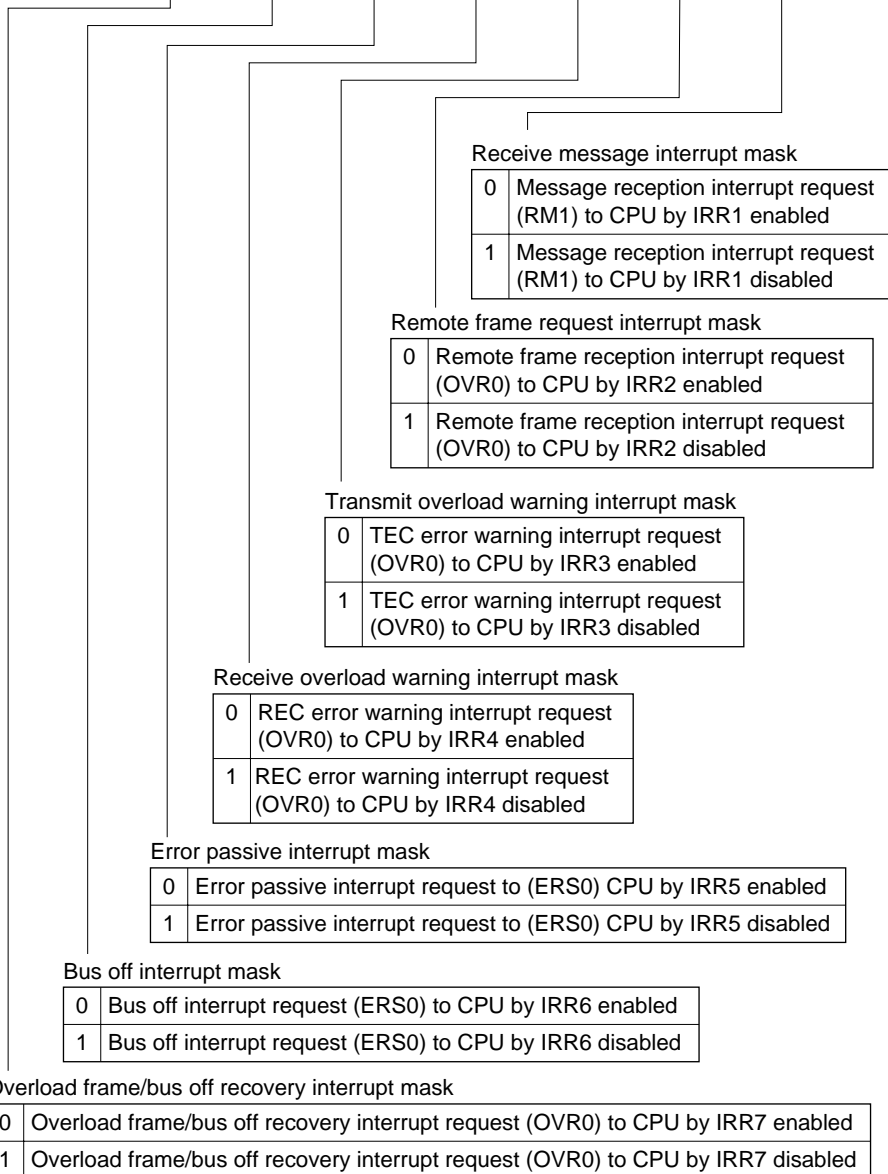 Receive message interrupt mask
0 Message reception interrupt request
(RM1) to CPU by IRR1 enabled
1 Message reception interrupt request
(RM1) to CPU by IRR1 disabled
Remote frame request interrupt mask
0 Remote frame reception interrupt request
(OVR0) to CPU by IRR2 enabled
1 Remote frame reception interrupt request
(OVR0) to CPU by IRR2 disabled
Transmit overload warning interrupt mask
0 TEC error warning interrupt request
(OVR0) to CPU by IRR3 enabled
1 TEC error warning interrupt request
(OVR0) to CPU by IRR3 disabled
Receive overload warning interrupt mask
0 REC error warning interrupt request
(OVR0) to CPU by IRR4 enabled
1 REC error warning interrupt request
(OVR0) to CPU by IRR4 disabled
Error passive interrupt mask
0 Error passive interrupt request to (ERS0) CPU by IRR5 enabled
1 Error passive interrupt request to (ERS0) CPU by IRR5 disabled
Bus off interrupt mask
0 Bus off interrupt request (ERS0) to CPU by IRR6 enabled
1 Bus off interrupt request (ERS0) to CPU by IRR6 disabled
Overload frame/bus off recovery interrupt mask
0 Overload frame/bus off recovery interrupt request (OVR0) to CPU by IRR7 enabled
1 Overload frame/bus off recovery interrupt request (OVR0) to CPU by IRR7 disabled